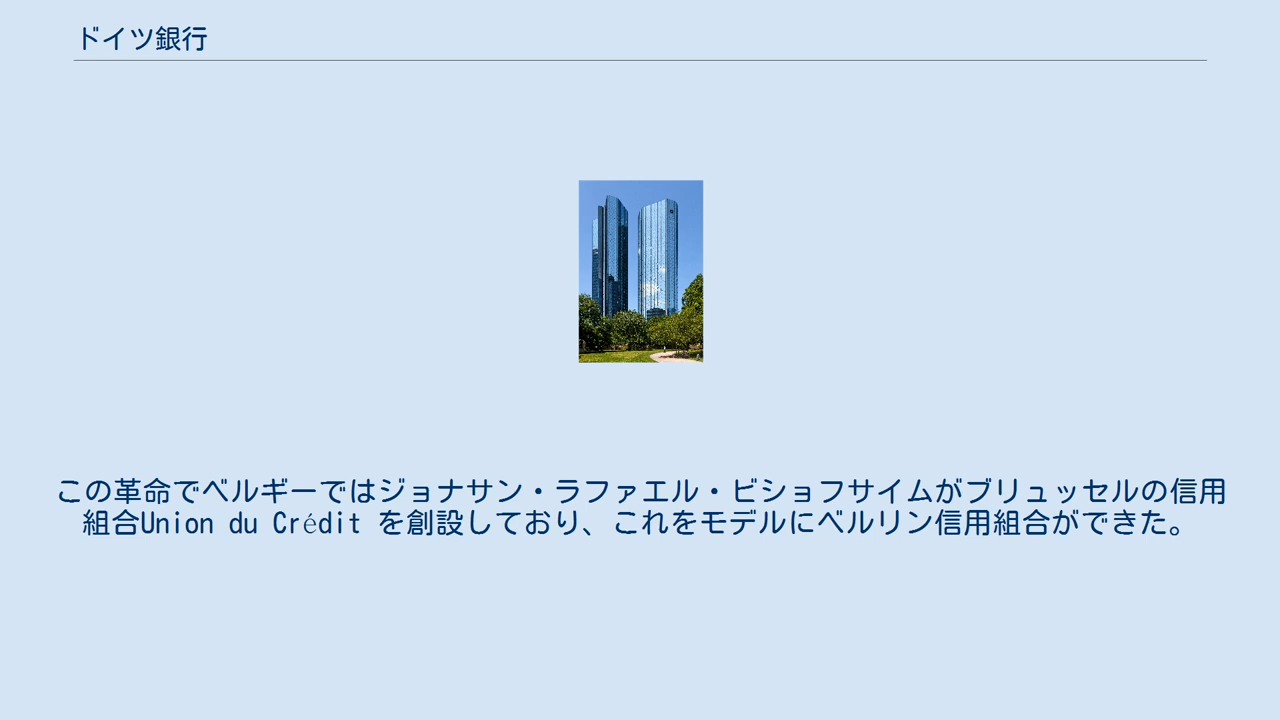 ドイツ銀行
この革命でベルギーではジョナサン・ラファエル・ビショフサイムがブリュッセルの信用
組合Union du Crédit を創設しており、これをモデルにベルリン信用組合ができた。